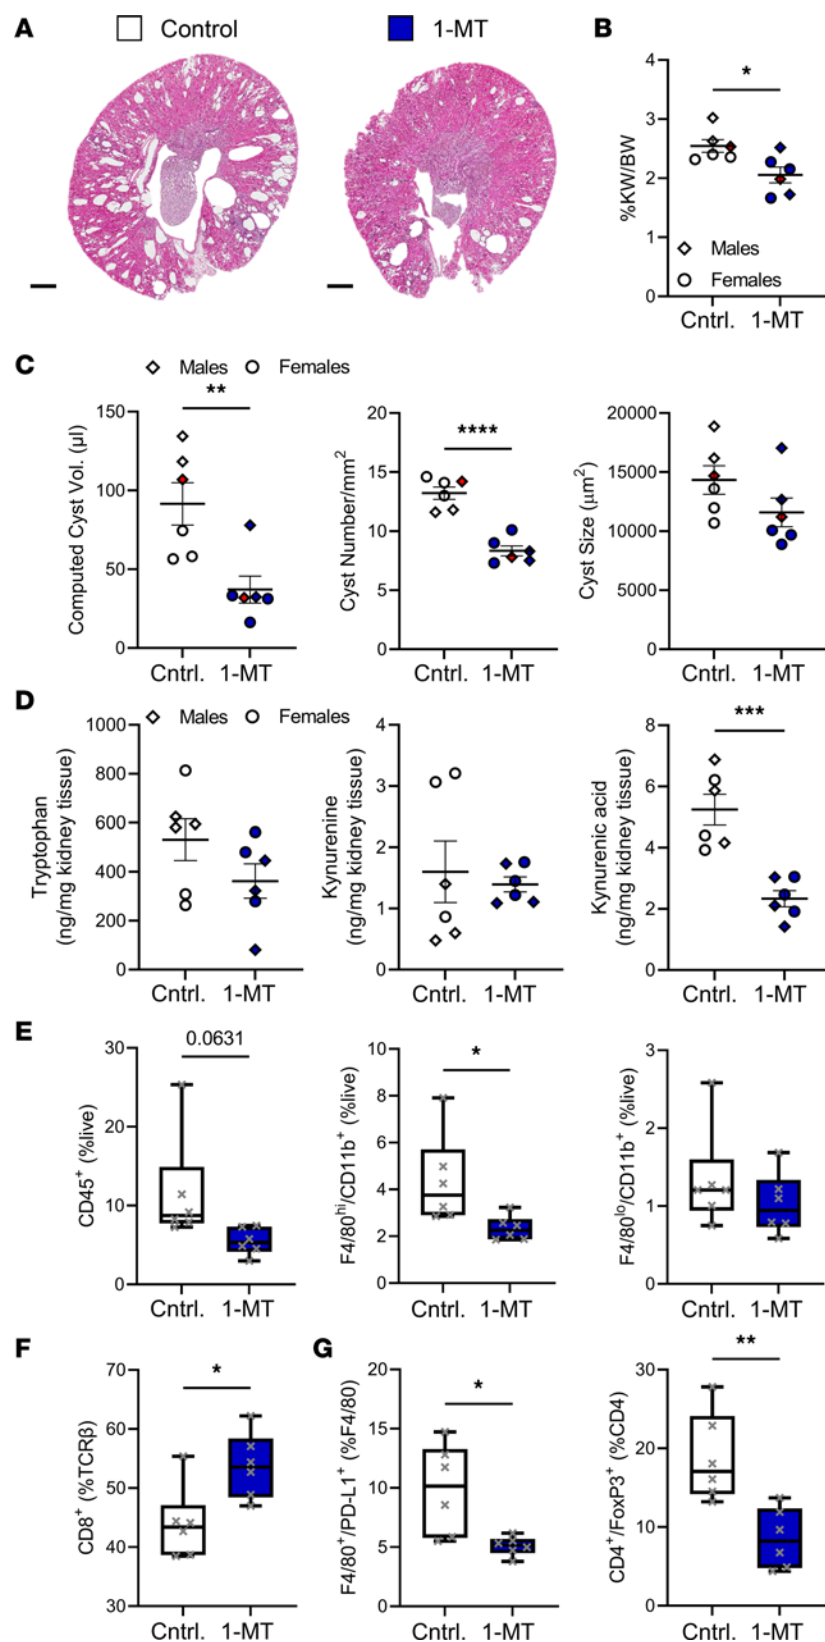 A
Control
1-MT
B
%KW/BW
4
3
2
1
0
*
Males
Females
Cntrl. 1-MT
C
Males Females
Computed Cyst Vol. (µl)
150
100
50
0
**
Cntrl. 1-MT
Cyst Number/mm²
20
15
10
5
0
****
Cntrl. 1-MT
Cyst Size (µm²)
20000
15000
10000
5000
0
Cntrl. 1-MT
D
Males Females
Tryptophan
(ng/mg kidney tissue)
1000
800
600
400
200
0
Cntrl. 1-MT
Kynurenine
(ng/mg kidney tissue)
4
3
2
1
0
Cntrl. 1-MT
Kynurenic acid
(ng/mg kidney tissue)
8
6
4
2
0
***
Cntrl. 1-MT
E
CD45⁺ (%live)
30
20
10
0
0.0631
Cntrl. 1-MT
F4/80ʰⁱ/CD11b⁺ (%live)
10
8
6
4
2
0
*
Cntrl. 1-MT
F4/80ˡᵒ/CD11b⁺ (%live)
3
2
1
0
Cntrl. 1-MT
F
CD8⁺ (%TCRβ)
70
60
50
40
30
*
Cntrl. 1-MT
G
F4/80⁺/PD-L1⁺ (%F4/80)
20
15
10
5
0
*
Cntrl. 1-MT
CD4⁺/FoxP3⁺ (%CD4)
30
20
10
0
**
Cntrl. 1-MT